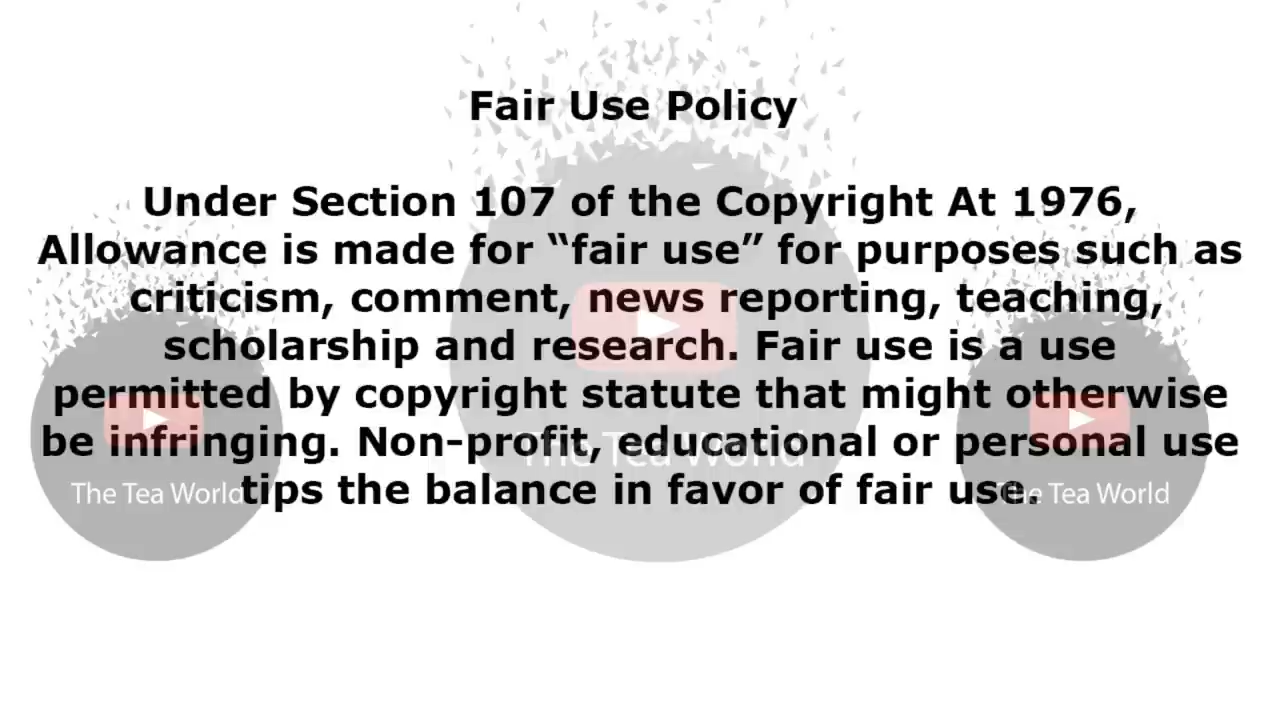 Fair Use Policy
Under Section 107 of the Copyright At 1976,
Allowance is made for “fair use” for purposes such as
criticism, comment, news reporting, teaching,
scholarship and research. Fair use is a use
permitted by copyright statute that might otherwise
be infringing. Non-profit, educational or personal use
The Tea World
tips the balance in favor of fair use.
The Tea World
The Tea World